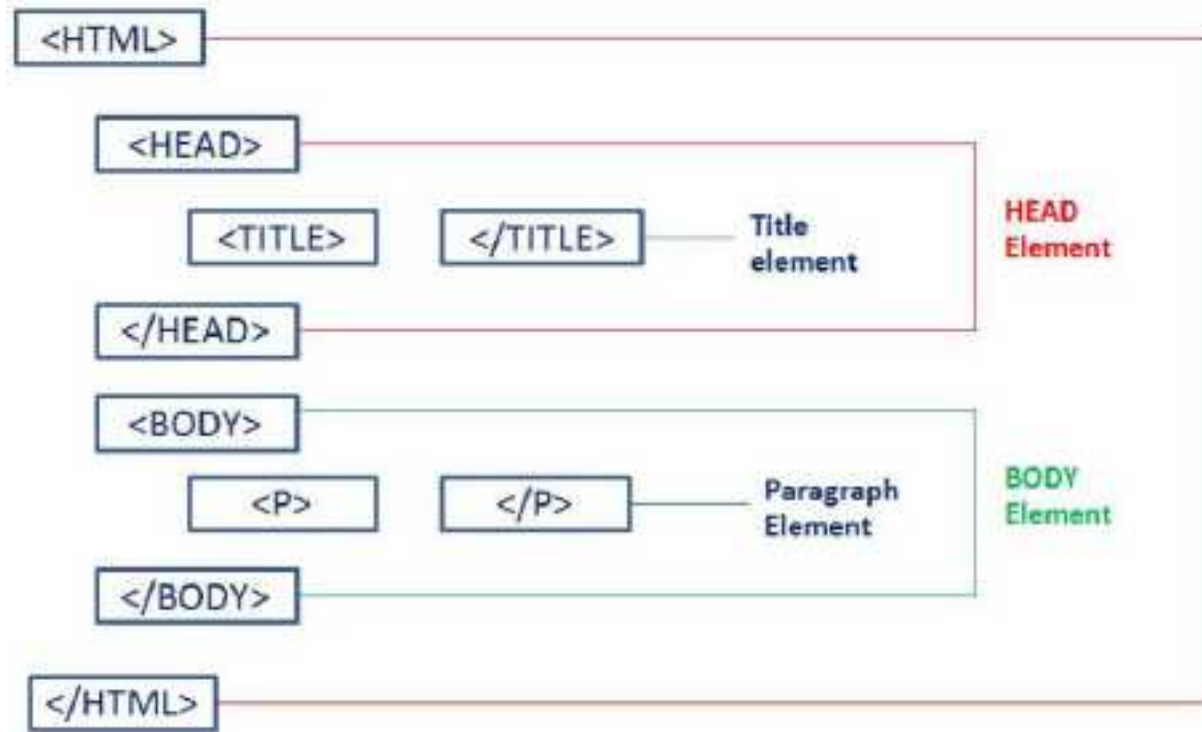 <HTML>
<HEAD>
<TITLE> </TITLE> Title
element
HEAD
Element
</HEAD>
<BODY>
<P> </P> Paragraph
Element
BODY
Element
</BODY>
</HTML>